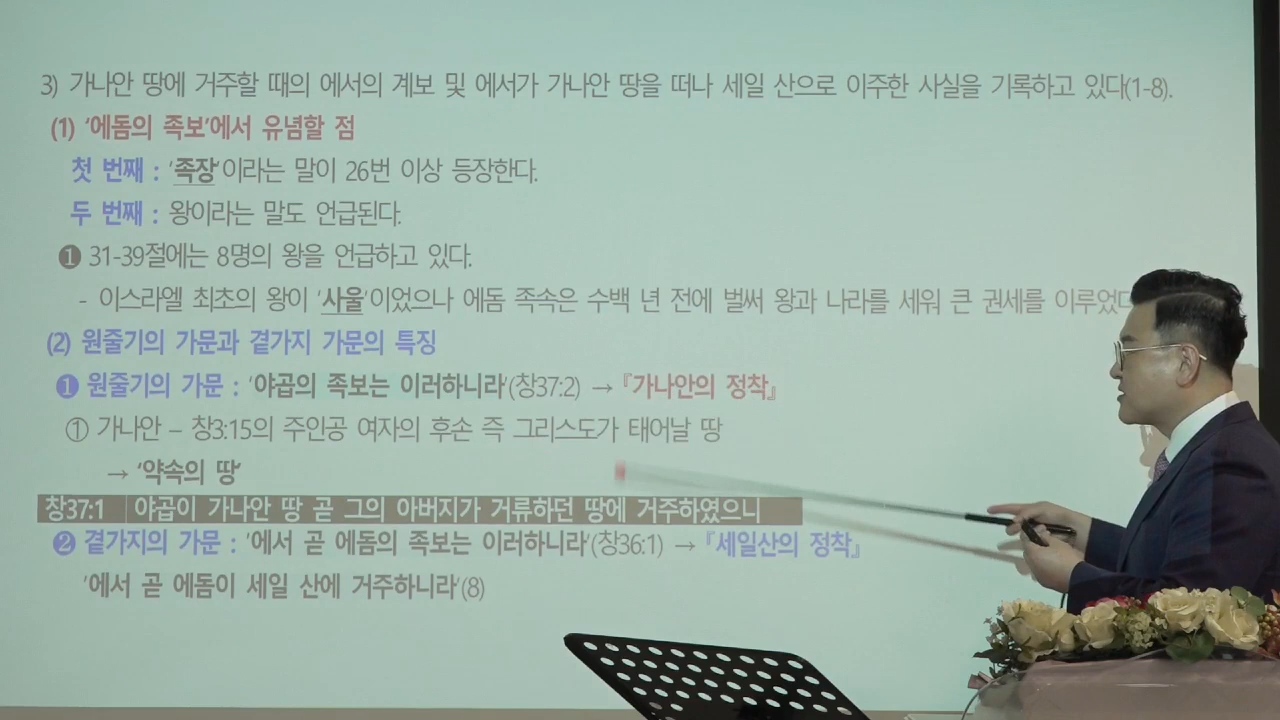 3) 가나안 땅에 거주할 때의 에서의 계보 및 에서가 가나안 땅을 떠나 세일 산으로 이주한 사실을 기록하고 있다(1-8).
(1) '에돔의 족보'에서 유념할 점
첫 번째 : '족장'이라는 말이 26번 이상 등장한다.
두 번째 : 왕이라는 말도 언급된다.
❶ 31-39절에는 8명의 왕을 언급하고 있다.
- 이스라엘 최초의 왕이 '사울'이었으나 에돔 족속은 수백 년 전에 벌써 왕과 나라를 세워 큰 권세를 이루었다
(2) 원줄기의 가문과 곁가지 가문의 특징
❶ 원줄기의 가문 : '야곱의 족보는 이러하니라'(창37:2) → 『가나안의 정착』
① 가나안 – 창3:15의 주인공 여자의 후손 즉 그리스도가 태어날 땅
→ '약속의 땅'
창37:1 야곱이 가나안 땅 곧 그의 아버지가 거류하던 땅에 거주하였으니
❷ 곁가지의 가문 : '에서 곧 에돔의 족보는 이러하니라'(창36:1) → 『세일산의 정착』
'에서 곧 에돔이 세일 산에 거주하니라'(8)